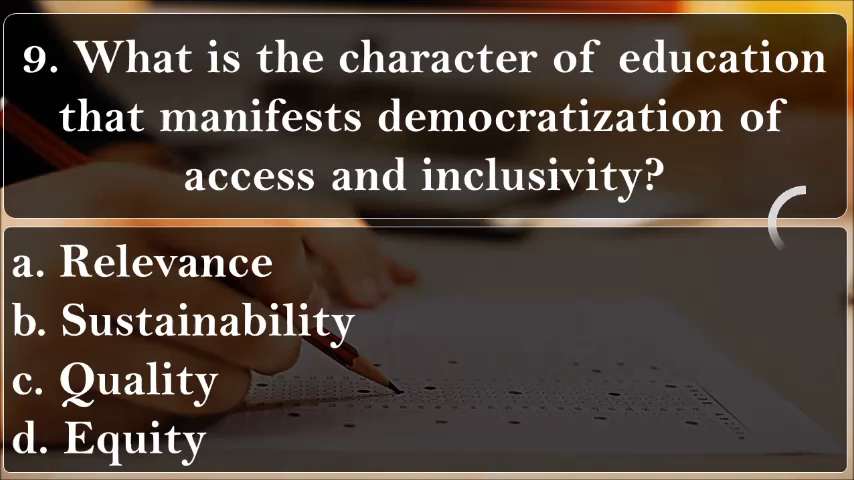 9. What is the character of education
that manifests democratization of
access and inclusivity?
a. Relevance
b. Sustainability
c. Quality
d. Equity